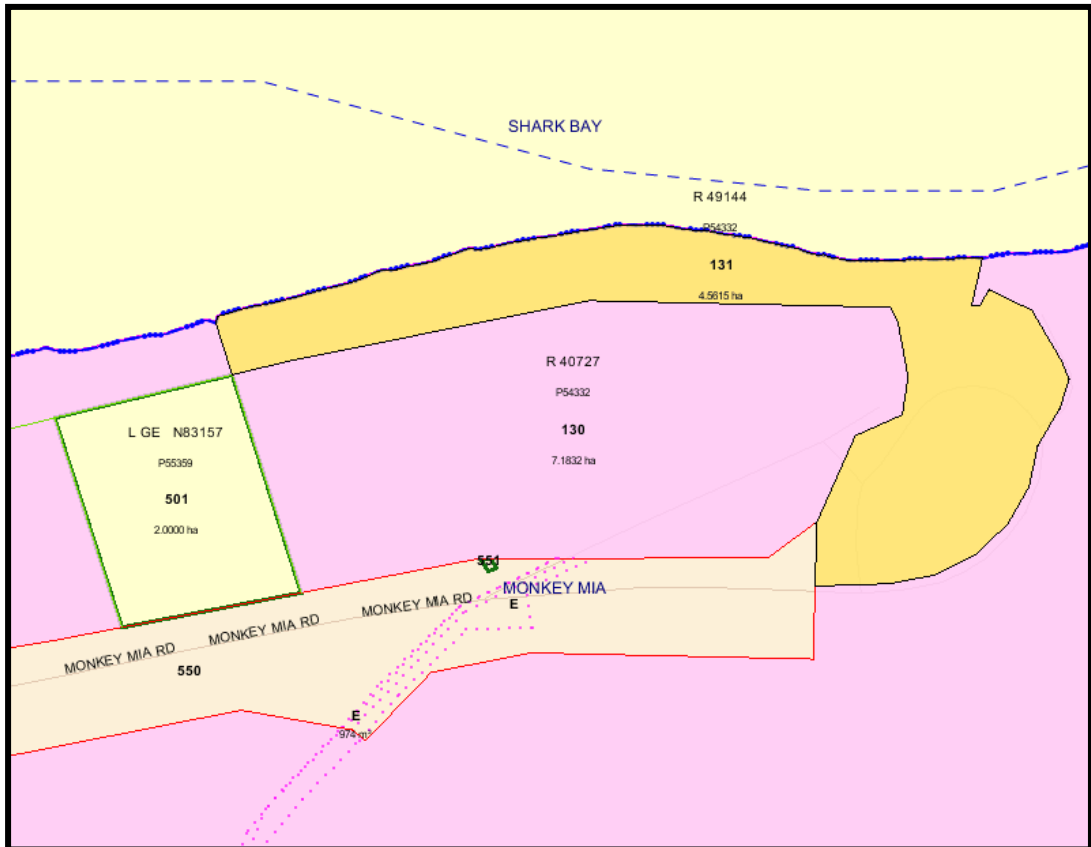 SHARK BAY
R 49144
P54332
131
4.5615 ha
R 40727
P54332
130
7.1832 ha
L GE N83157
P55359
501
2.0000 ha
551
MONKEY MIA
E
MONKEY MIA RD
MONKEY MIA RD
MONKEY MIA RD
550
E
974 m²